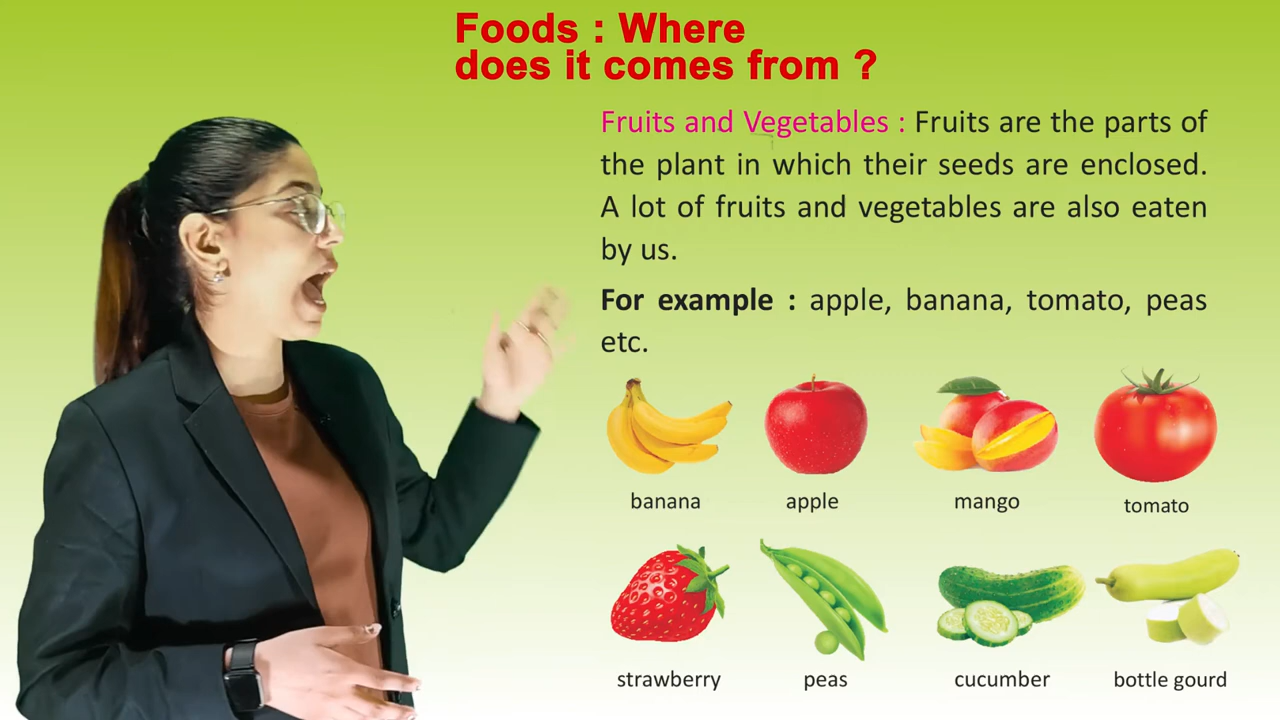 Foods : Where
does it comes from ?
Fruits and Vegetables : Fruits are the parts of
the plant in which their seeds are enclosed.
A lot of fruits and vegetables are also eaten
by us.
For example : apple, banana, tomato, peas
etc.
banana
apple
mango
tomato
strawberry
peas
cucumber
bottle gourd